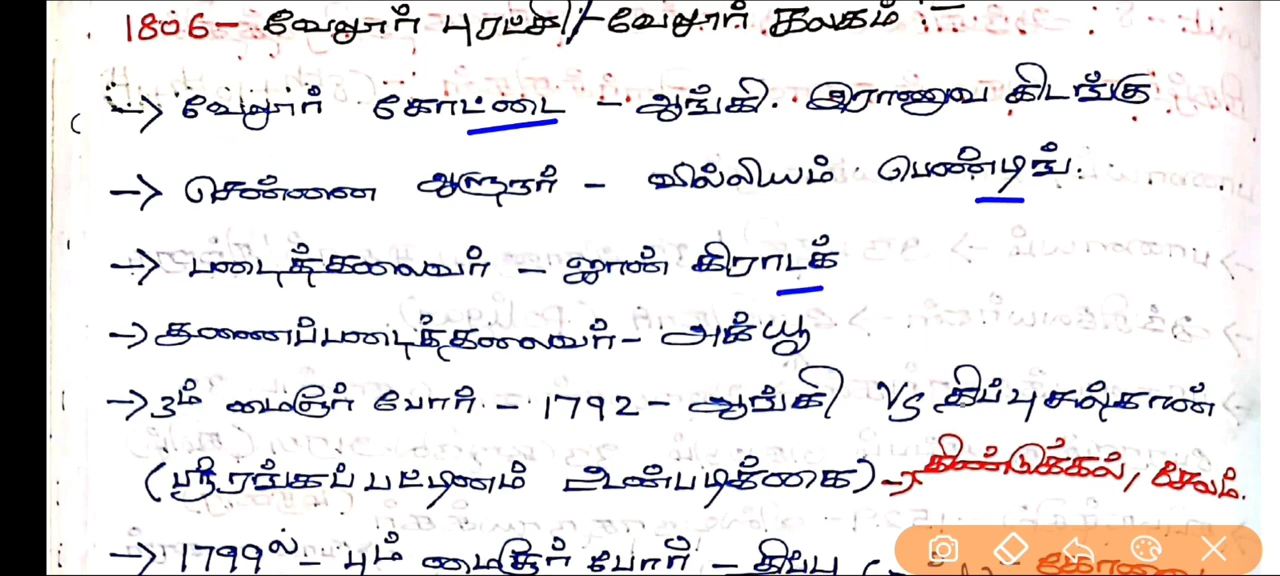 1806 - வேலூர் புரட்சி / வேலூர் கலகம் :-
→ வேலூர் கோட்டை - ஆங்கி. இராணுவ கிடங்கு
→ சென்னை ஆளுநர் - வில்லியம் பெண்டிங்.
→ படைத்தலைவர் - ஜான் கிராடக்
→ துணைப்படைத்தலைவர் - அக்யூ
→ 3ம் மைசூர் போர் - 1792 - ஆங்கி Vs திப்பு சுல்தான்
(ஸ்ரீரங்கப்பட்டினம் உடன்படிக்கை) → திண்டுக்கல், சேலம்.
→ 1799ல் - மைசூர் போர் - திப்பு